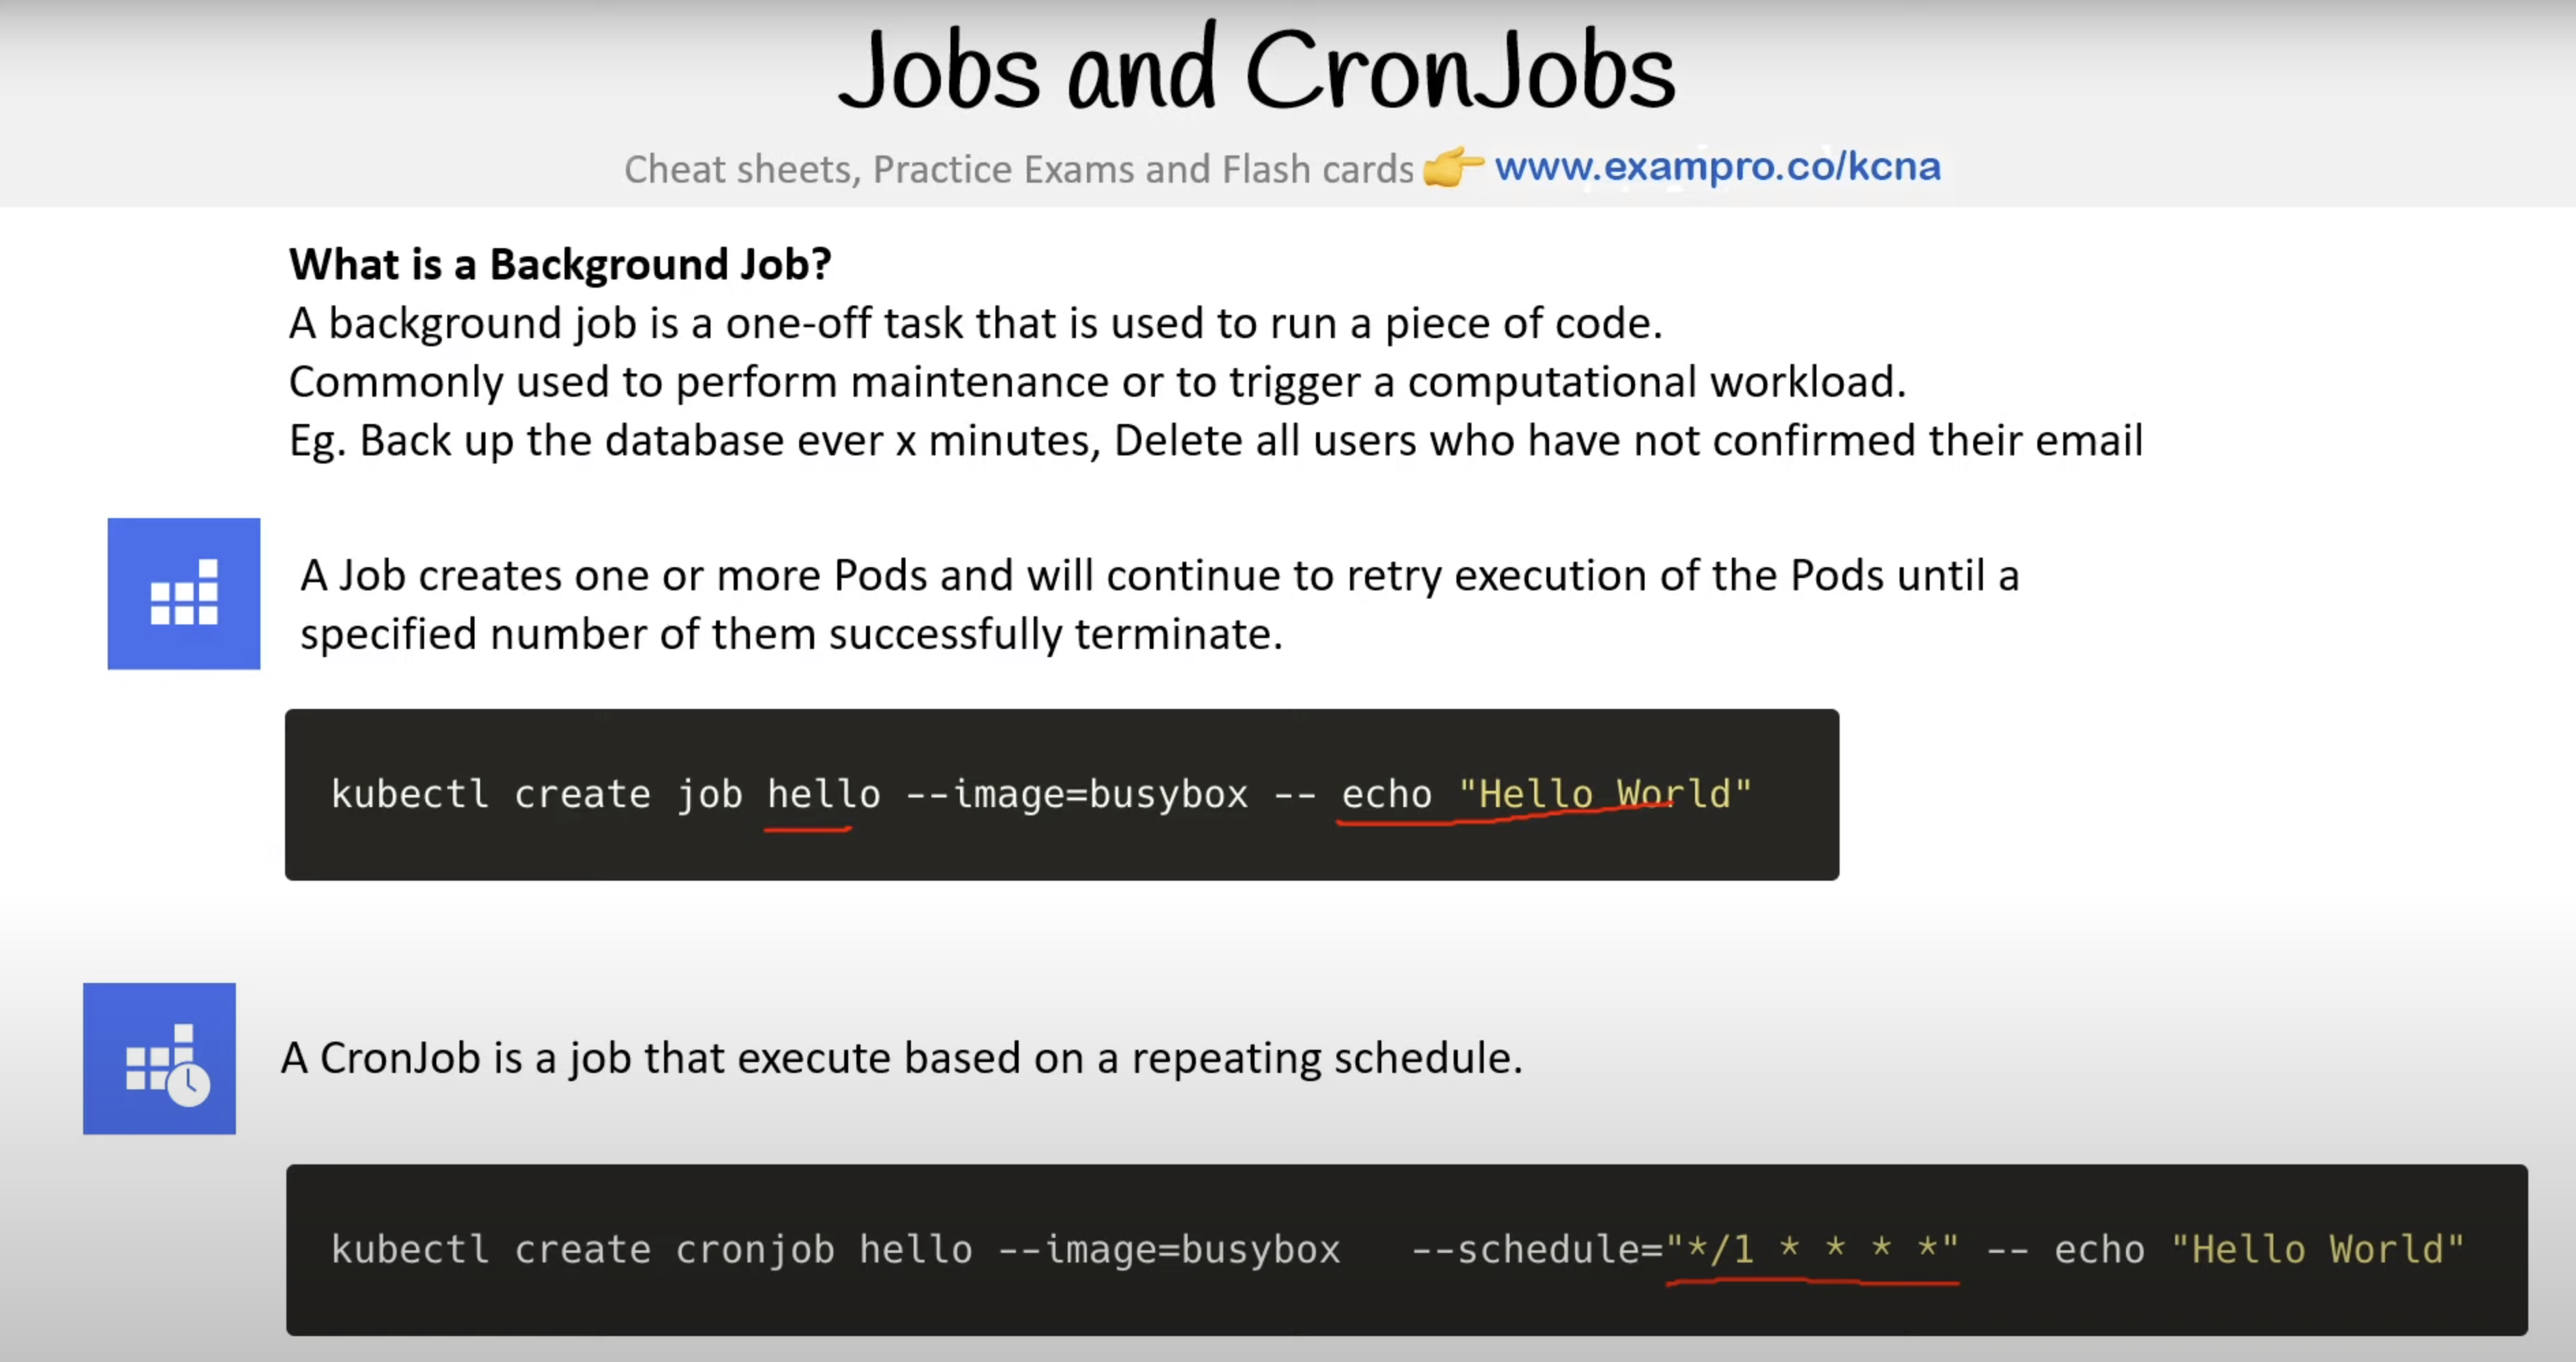 Jobs and CronJobs
Cheat sheets, Practice Exams and Flash cards 👉 www.exampro.co/kcna
What is a Background Job?
A background job is a one-off task that is used to run a piece of code.
Commonly used to perform maintenance or to trigger a computational workload.
Eg. Back up the database ever x minutes, Delete all users who have not confirmed their email
A Job creates one or more Pods and will continue to retry execution of the Pods until a
specified number of them successfully terminate.
kubectl create job hello --image=busybox -- echo "Hello World"
A CronJob is a job that execute based on a repeating schedule.
kubectl create cronjob hello --image=busybox   --schedule="*/1 * * * *" -- echo "Hello World"